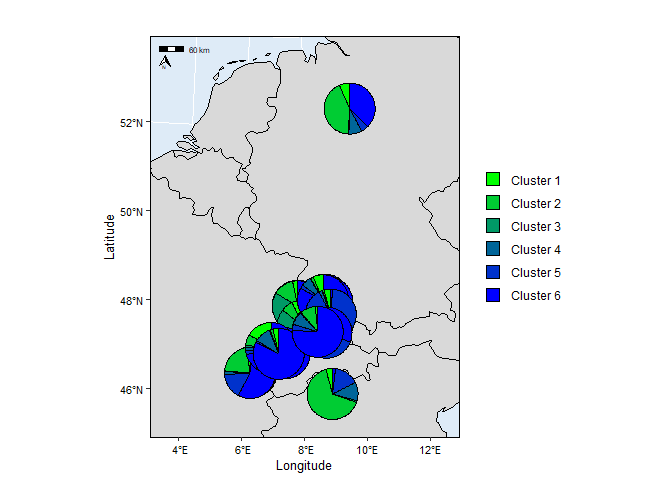 60 km
N
52°N
50°N
48°N
46°N
4°E
6°E
8°E
10°E
12°E
Longitude
Latitude
Cluster 1
Cluster 2
Cluster 3
Cluster 4
Cluster 5
Cluster 6